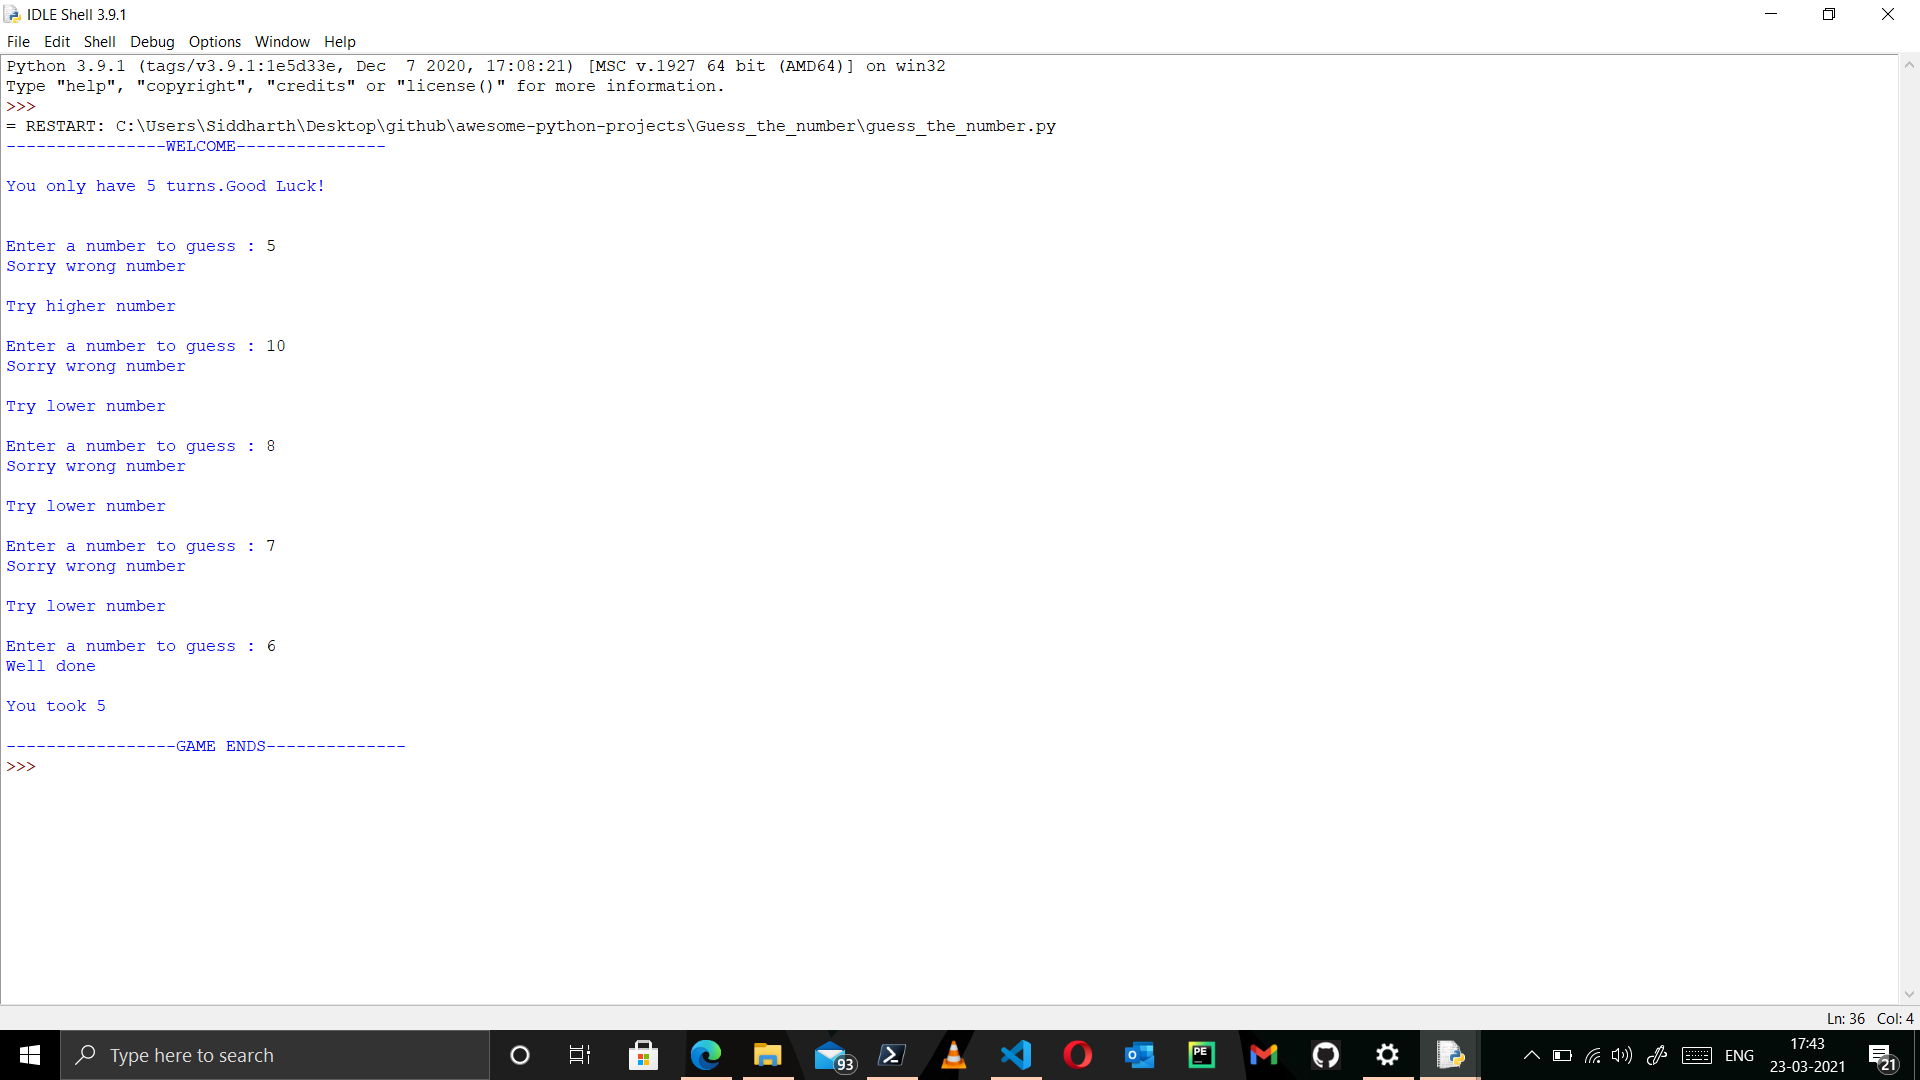 IDLE Shell 3.9.1
File Edit Shell Debug Options Window Help
Python 3.9.1 (tags/v3.9.1:1e5d33e, Dec  7 2020, 17:08:21) [MSC v.1927 64 bit (AMD64)] on win32
Type "help", "copyright", "credits" or "license()" for more information.
>>>
= RESTART: C:\Users\Siddharth\Desktop\github\awesome-python-projects\Guess_the_number\guess_the_number.py
----------------WELCOME---------------
You only have 5 turns.Good Luck!
Enter a number to guess : 5
Sorry wrong number
Try higher number
Enter a number to guess : 10
Sorry wrong number
Try lower number
Enter a number to guess : 8
Sorry wrong number
Try lower number
Enter a number to guess : 7
Sorry wrong number
Try lower number
Enter a number to guess : 6
Well done
You took 5
-----------------GAME ENDS--------------
>>>
Ln: 36 Col: 4
Type here to search
93
PE
ENG
17:43
23-03-2021
21